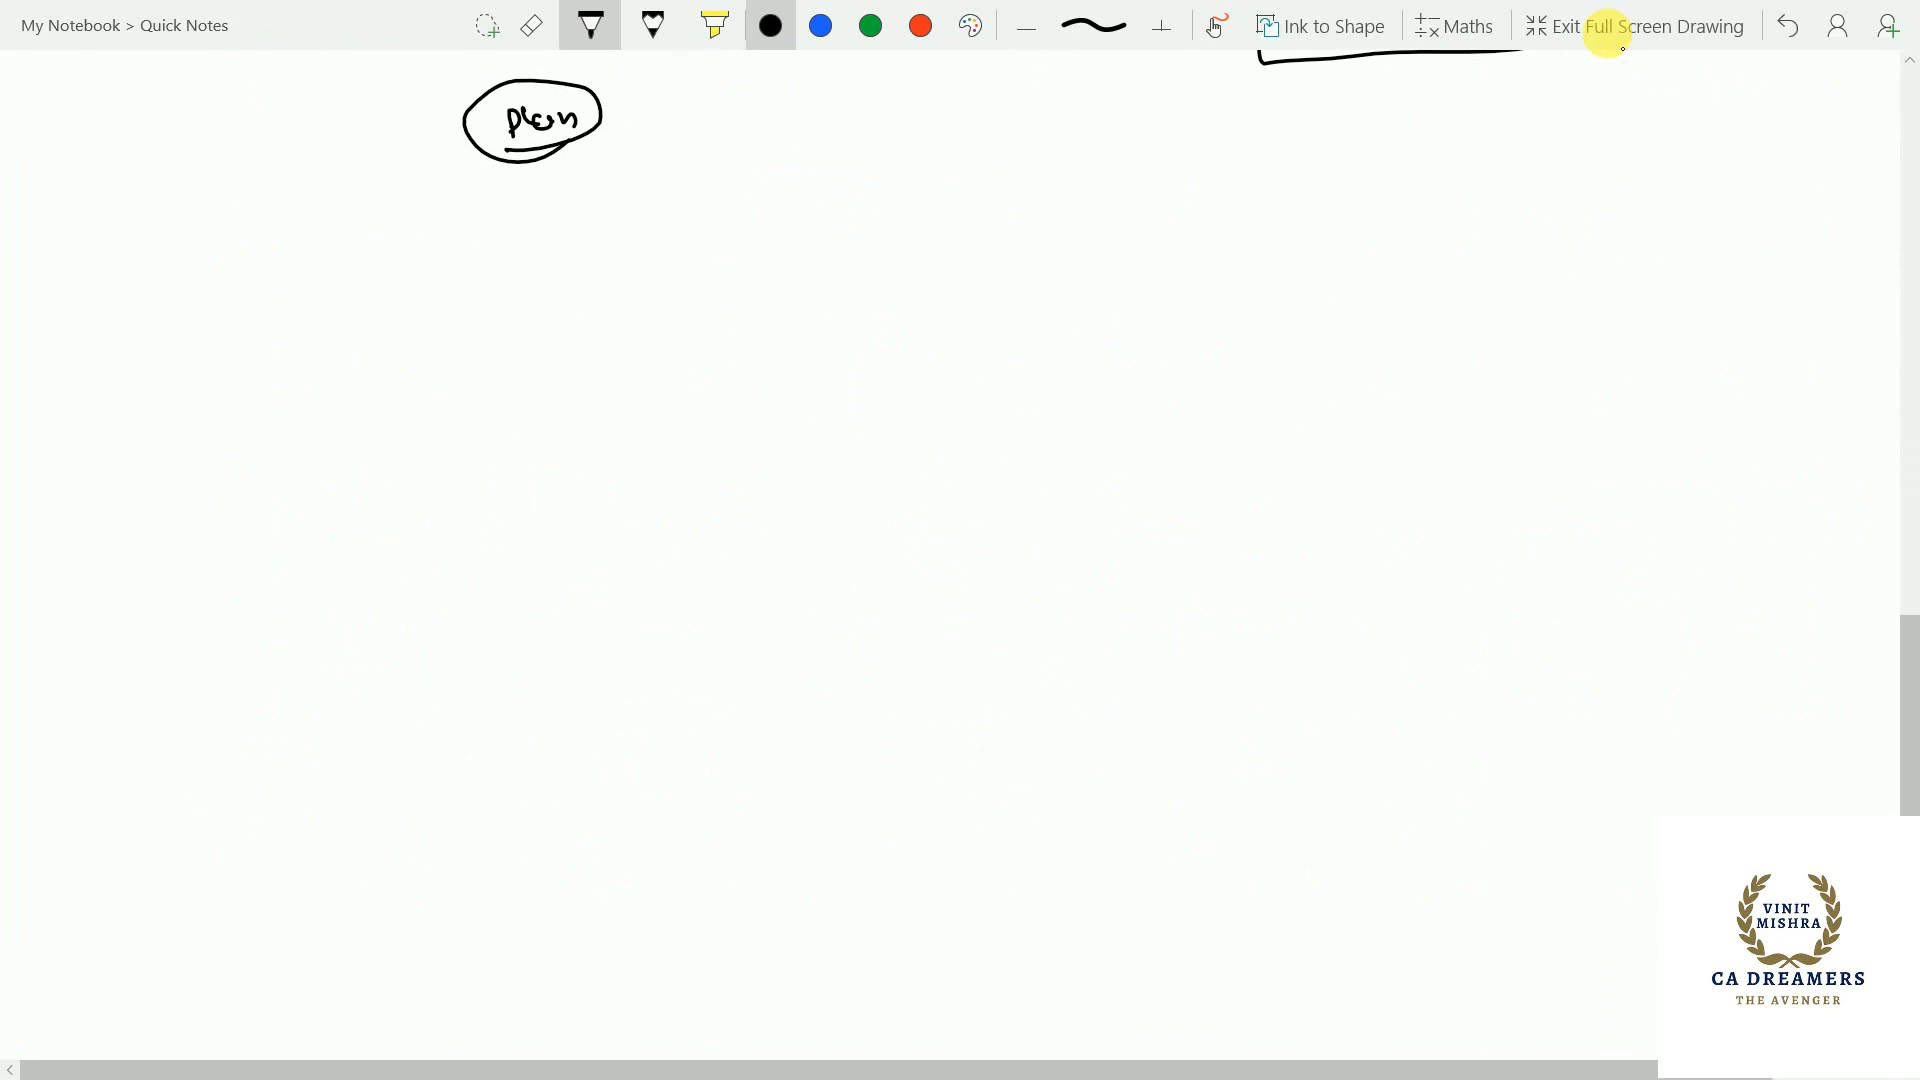 My Notebook > Quick Notes
Ink to Shape
Maths
Exit Full Screen Drawing
Plan
VINIT
MISHRA
CA DREAMERS
THE AVENGER